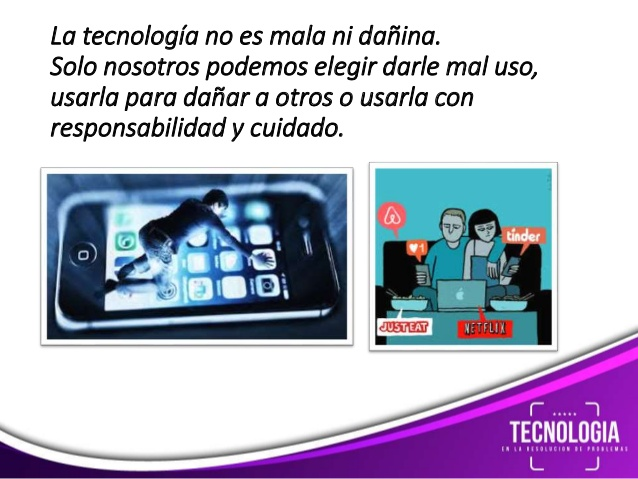 La tecnología no es mala ni dañina.
Solo nosotros podemos elegir darle mal uso,
usarla para dañar a otros o usarla con
responsabilidad y cuidado.
1
tinder
JUST EAT
NETFLIX
TECNOLOGIA
EN LA RESOLUCION DE PROBLEMAS